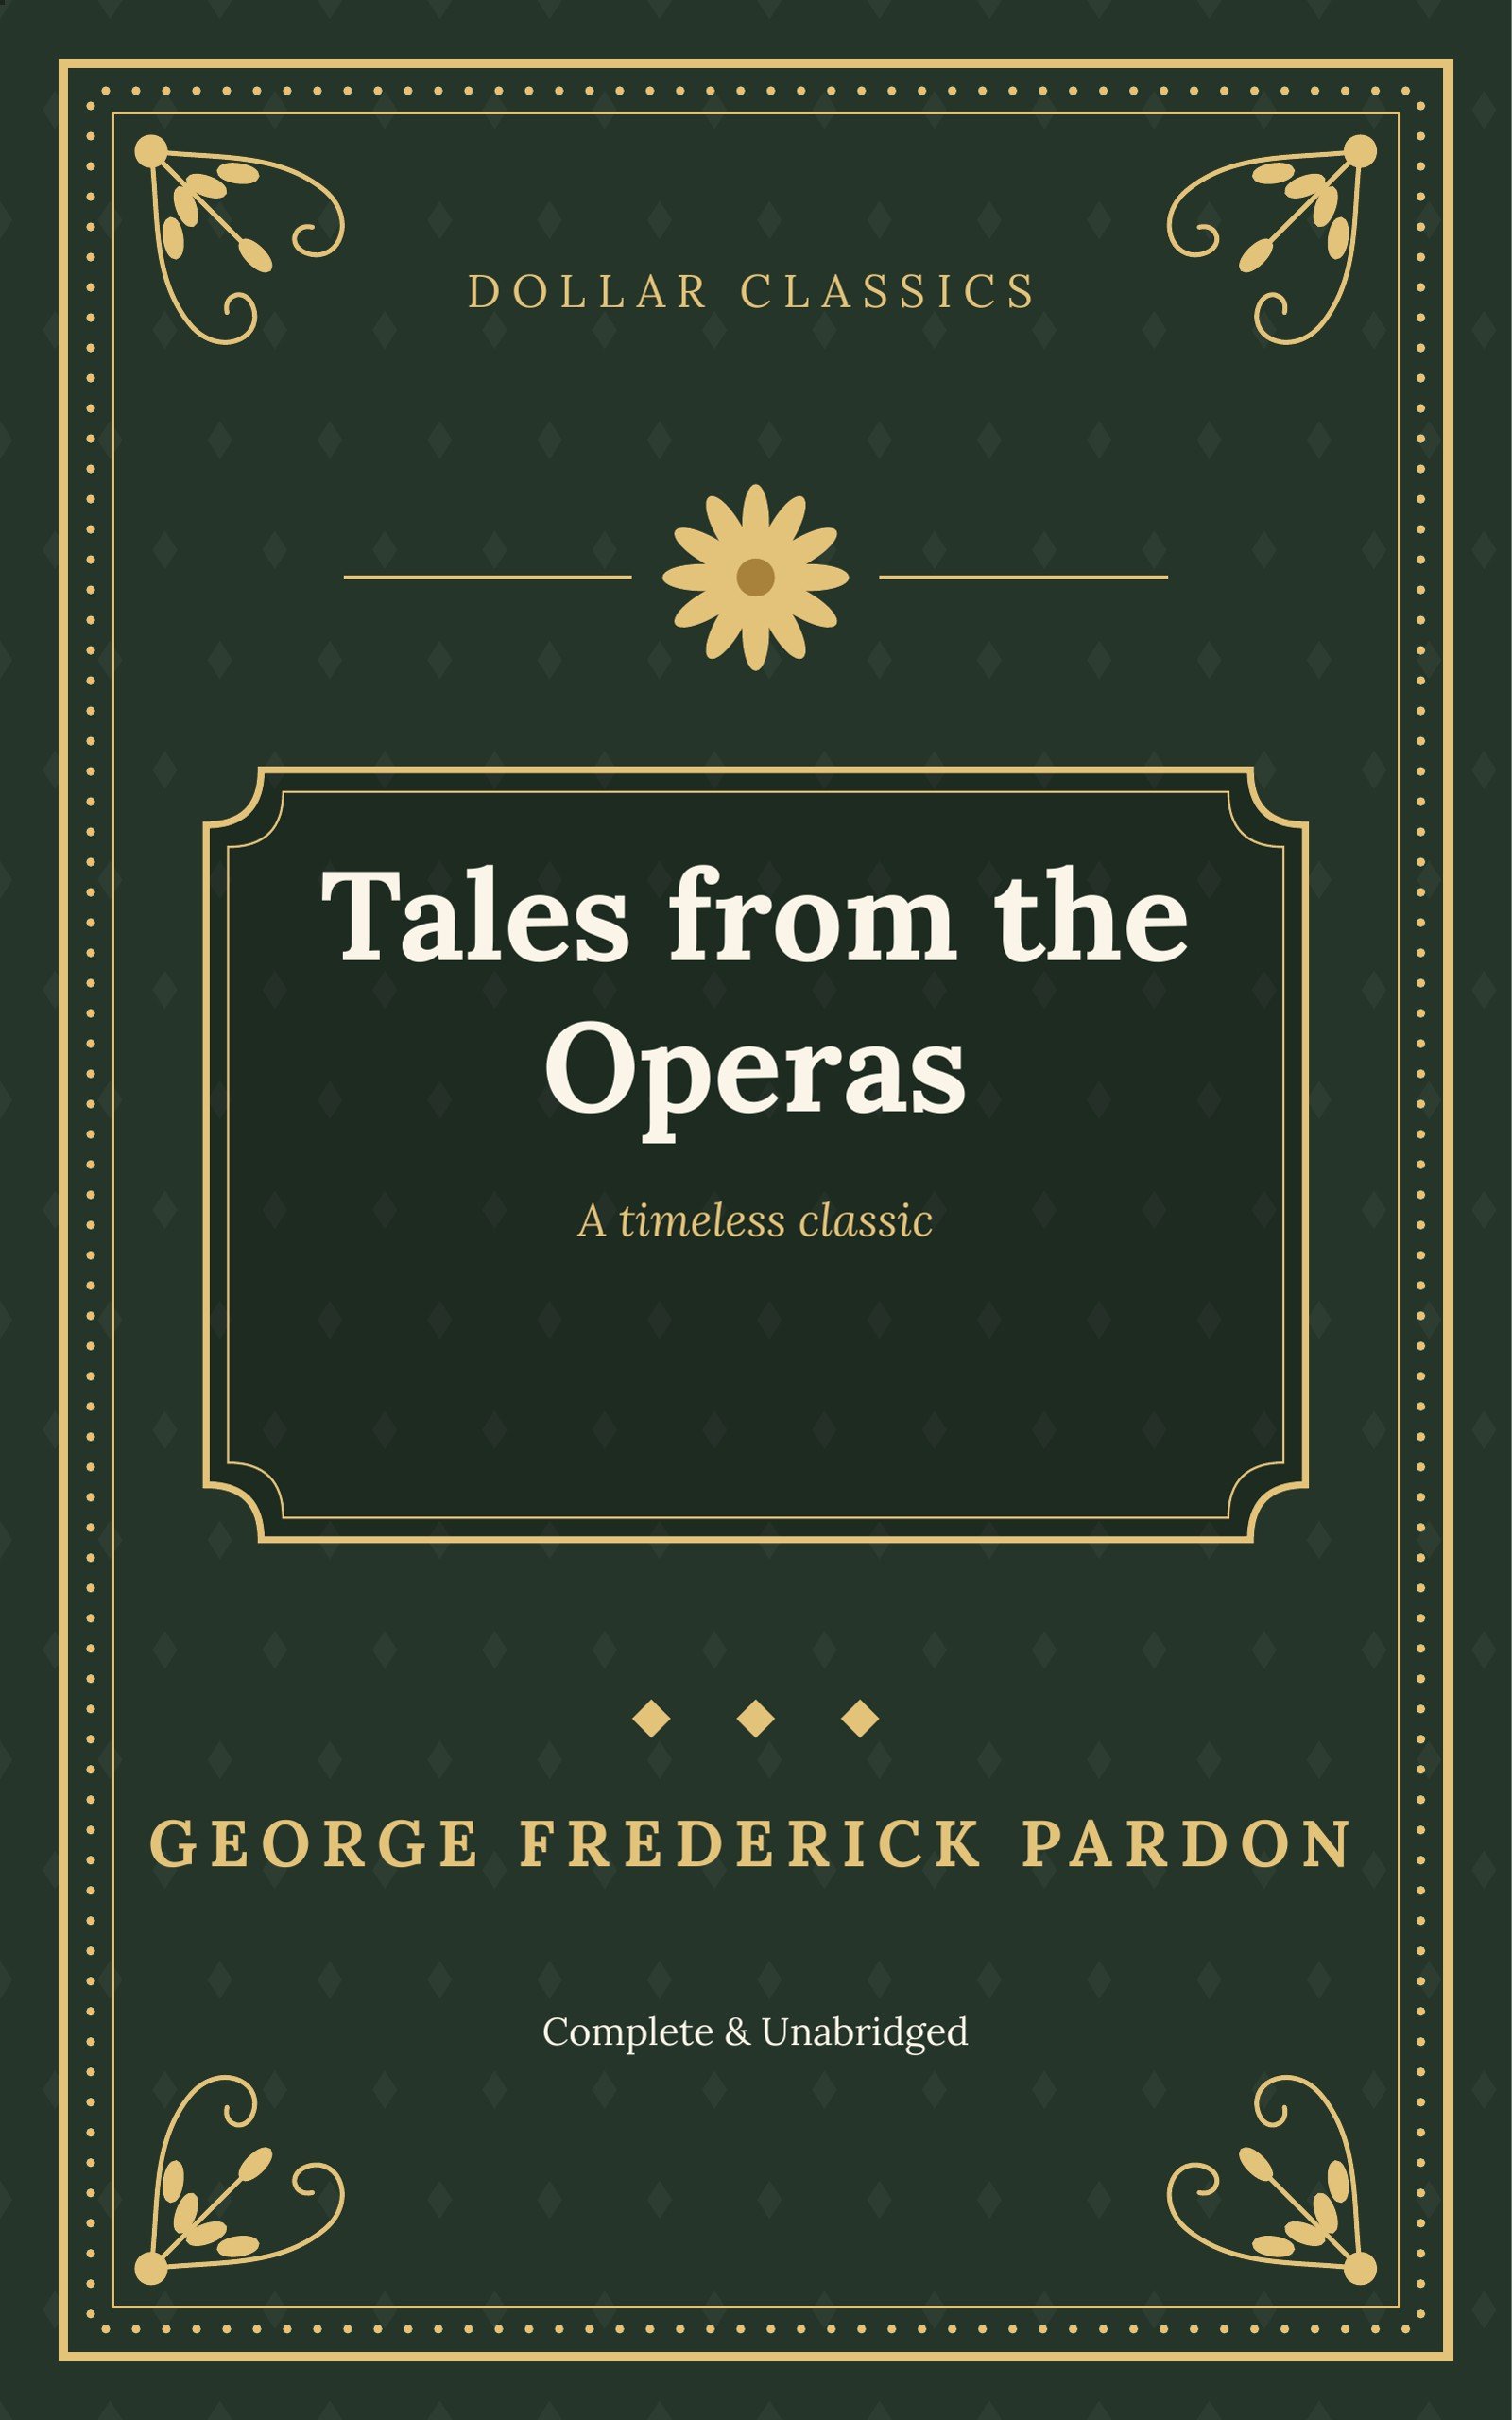 DOLLAR CLASSICS
Tales from the
Operas
A timeless classic
GEORGE FREDERICK PARDON
Complete & Unabridged